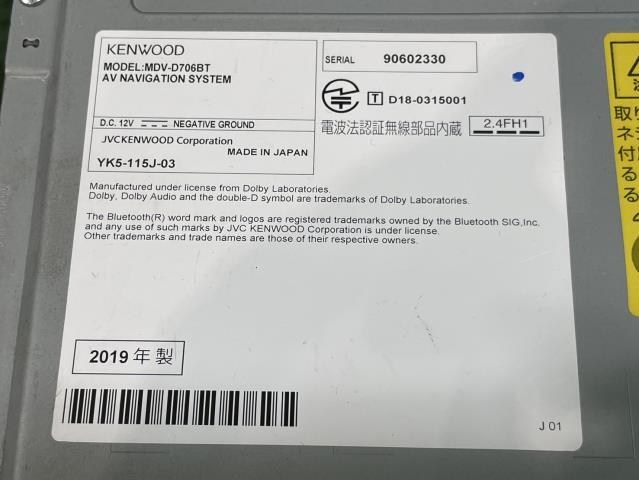 KENWOOD
MODEL:MDV-D706BT
AV NAVIGATION SYSTEM
D.C. 12V NEGATIVE GROUND
JVCKENWOOD Corporation
MADE IN JAPAN
YK5-115J-03
SERIAL 90602330
T D18-0315001
電波法認証無線部品内蔵 2.4FH1
Manufactured under license from Dolby Laboratories.
Dolby, Dolby Audio and the double-D symbol are trademarks of Dolby Laboratories.
The Bluetooth(R) word mark and logos are registered trademarks owned by the Bluetooth SIG,Inc.
and any use of such marks by JVC KENWOOD Corporation is under license.
Other trademarks and trade names are those of their respective owners.
2019 年 製
J 01
取り
ネ
付
る
る